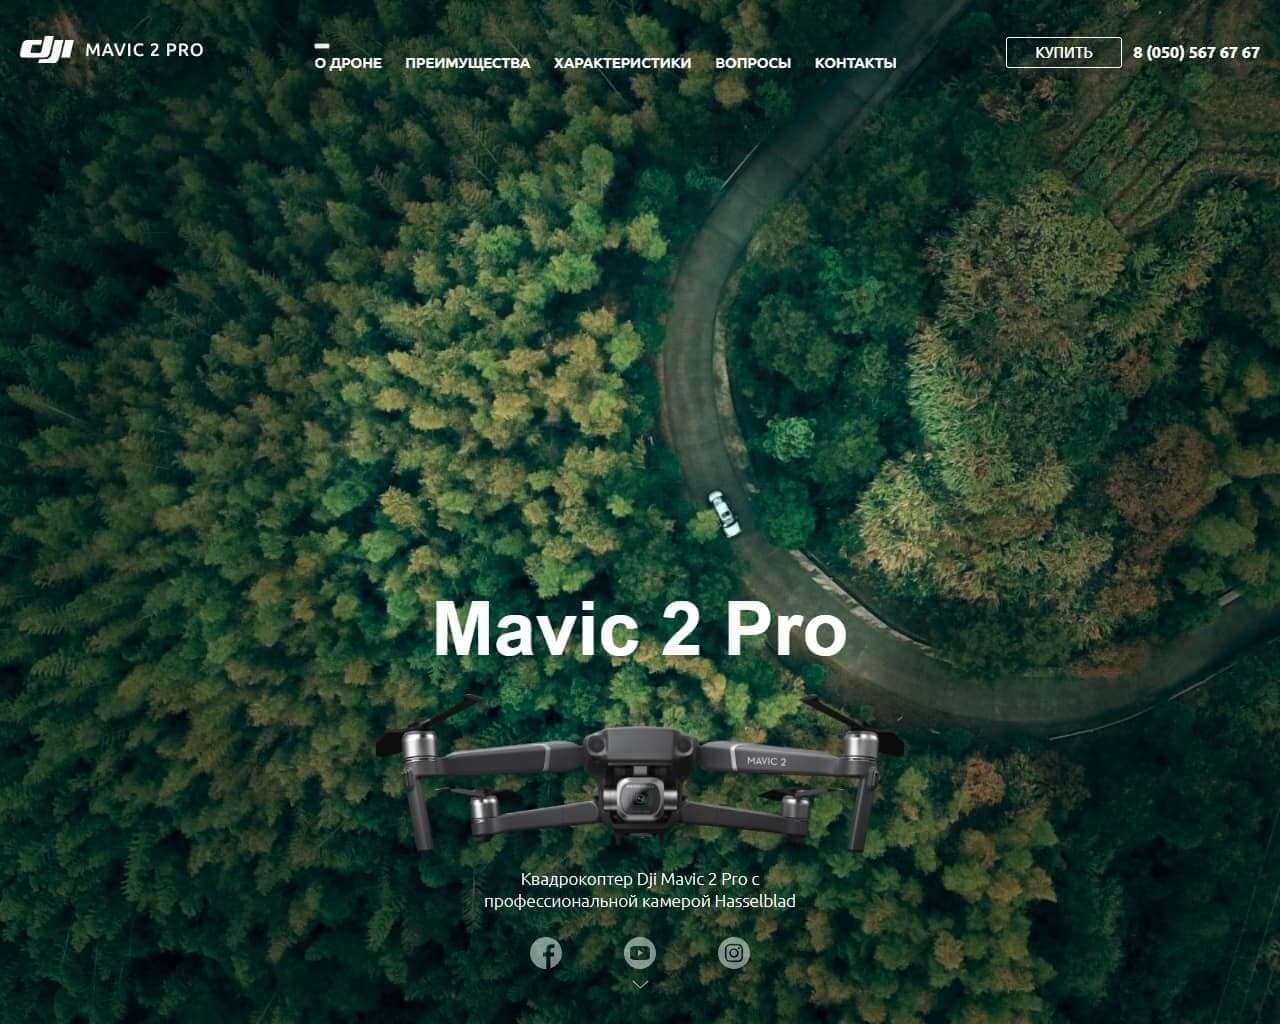 dji MAVIC 2 PRO
О ДРОНЕ ПРЕИМУЩЕСТВА ХАРАКТЕРИСТИКИ ВОПРОСЫ КОНТАКТЫ
КУПИТЬ 8 (050) 567 67 67
Mavic 2 Pro
MAVIC 2
Квадрокоптер Dji Mavic 2 Pro с
профессиональной камерой Hasselblad